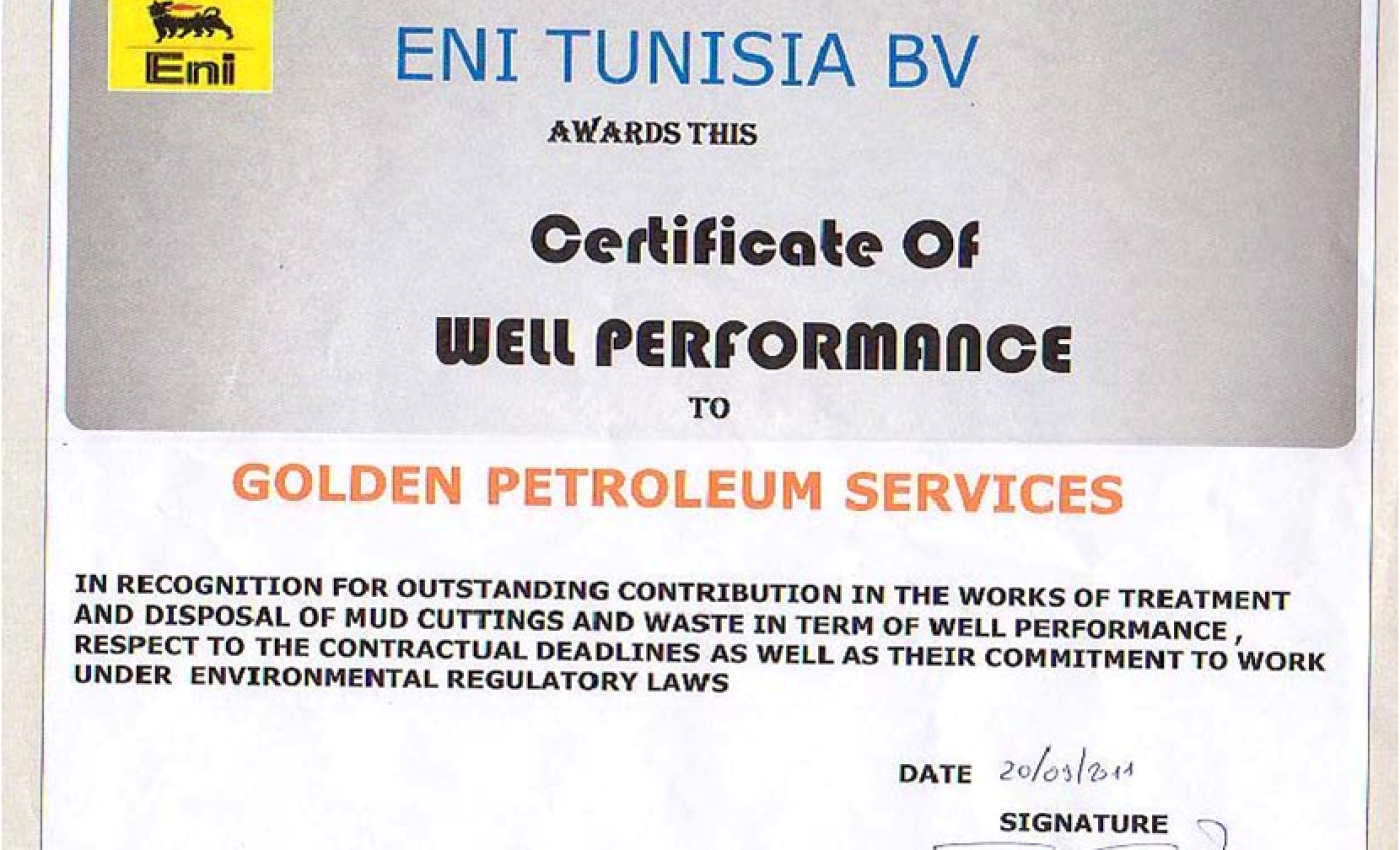 Eni
ENI TUNISIA BV
AWARDS THIS
Certificate Of
WELL PERFORMANCE
TO
GOLDEN PETROLEUM SERVICES
IN RECOGNITION FOR OUTSTANDING CONTRIBUTION IN THE WORKS OF TREATMENT
AND DISPOSAL OF MUD CUTTINGS AND WASTE IN TERM OF WELL PERFORMANCE ,
RESPECT TO THE CONTRACTUAL DEADLINES AS WELL AS THEIR COMMITMENT TO WORK
UNDER ENVIRONMENTAL REGULATORY LAWS
DATE 20/09/2011
SIGNATURE